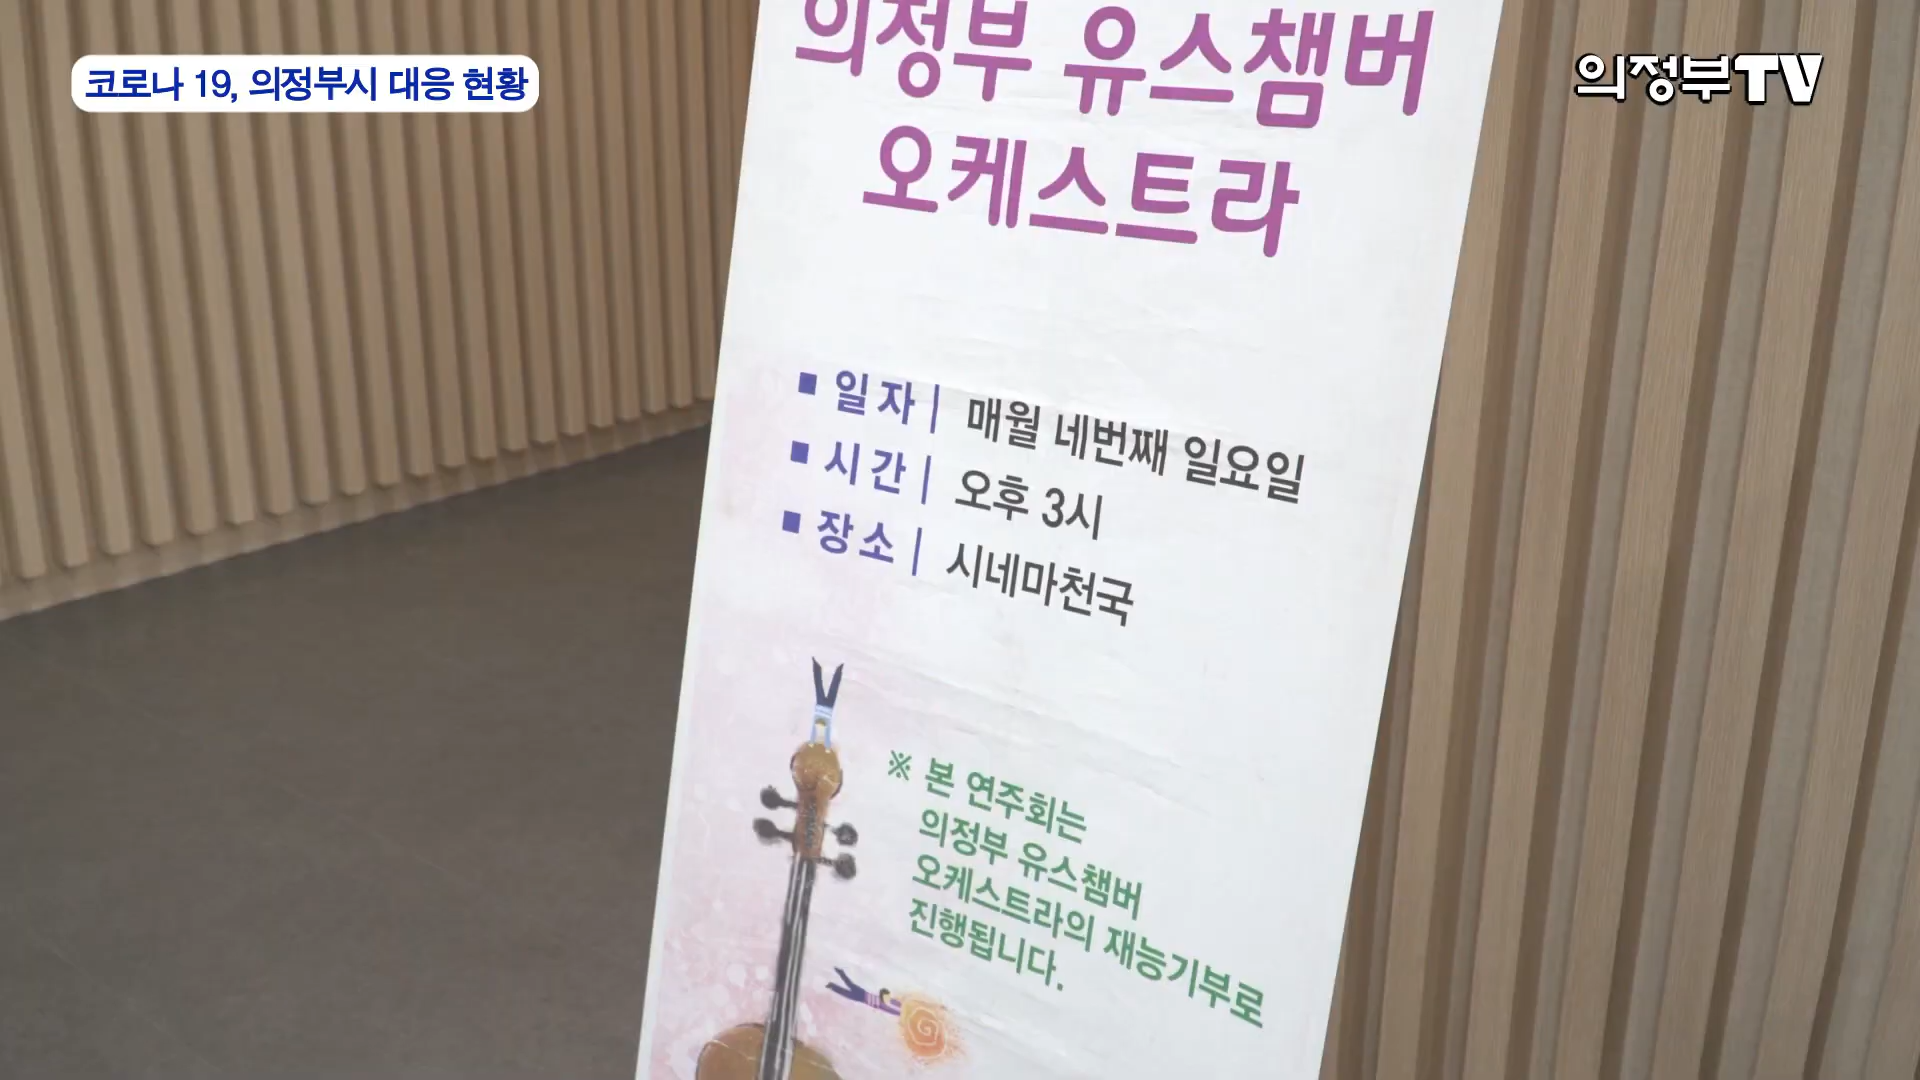 코로나 19, 의정부시 대응 현황
의정부TV
의정부 유스챔버
오케스트라
■ 일자 | 매월 네번째 일요일
■ 시간 | 오후 3시
■ 장소 | 시네마천국
※ 본 연주회는
의정부 유스챔버
오케스트라의 재능기부로
진행됩니다.